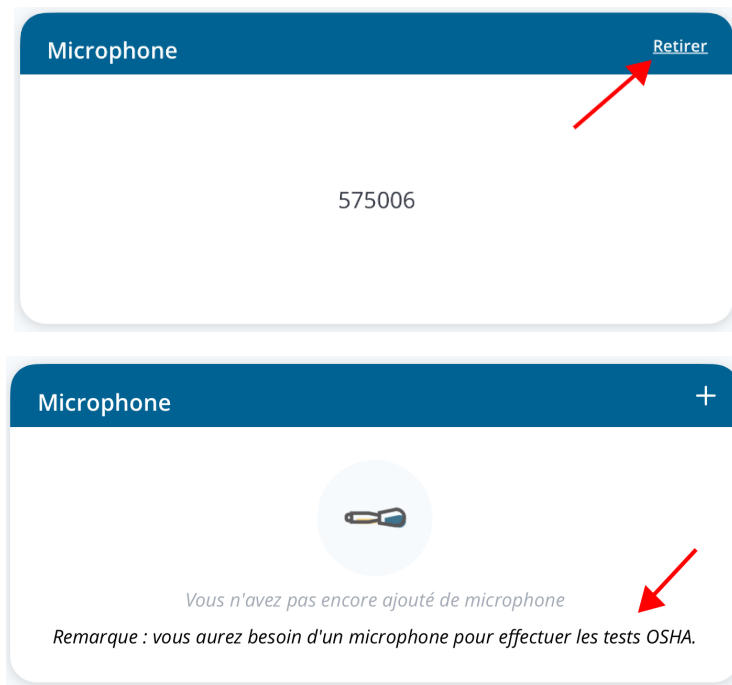 Microphone
Retirer
575006
Microphone
Vous n'avez pas encore ajouté de microphone
Remarque : vous aurez besoin d'un microphone pour effectuer les tests OSHA.